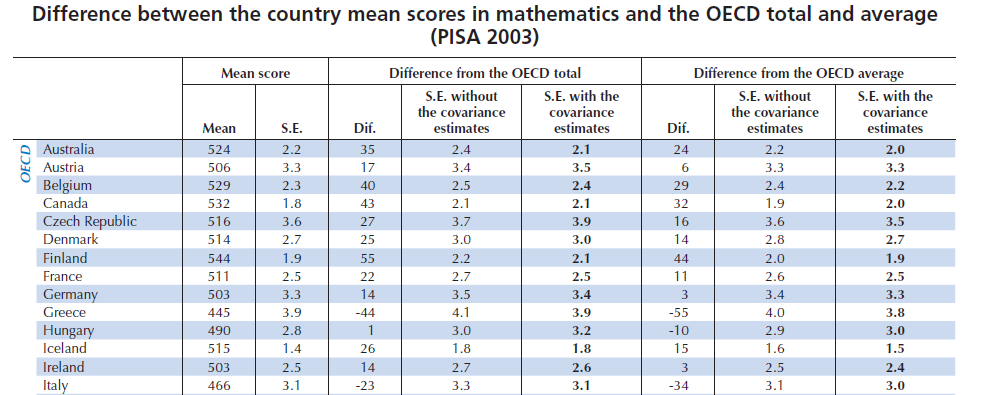 Difference between the country mean scores in mathematics and the OECD total and average
(PISA 2003)
Mean score Difference from the OECD total Difference from the OECD average
Mean S.E. Dif. S.E. without the covariance estimates S.E. with the covariance estimates Dif. S.E. without the covariance estimates S.E. with the covariance estimates
OECD
Australia 524 2.2 35 2.4 2.1 24 2.2 2.0
Austria 506 3.3 17 3.4 3.5 6 3.3 3.3
Belgium 529 2.3 40 2.5 2.4 29 2.4 2.2
Canada 532 1.8 43 2.1 2.1 32 1.9 2.0
Czech Republic 516 3.6 27 3.7 3.9 16 3.6 3.5
Denmark 514 2.7 25 3.0 3.0 14 2.8 2.7
Finland 544 1.9 55 2.2 2.1 44 2.0 1.9
France 511 2.5 22 2.7 2.5 11 2.6 2.5
Germany 503 3.3 14 3.5 3.4 3 3.4 3.3
Greece 445 3.9 -44 4.1 3.9 -55 4.0 3.8
Hungary 490 2.8 1 3.0 3.2 -10 2.9 3.0
Iceland 515 1.4 26 1.8 1.8 15 1.6 1.5
Ireland 503 2.5 14 2.7 2.6 3 2.5 2.4
Italy 466 3.1 -23 3.3 3.1 -34 3.1 3.0